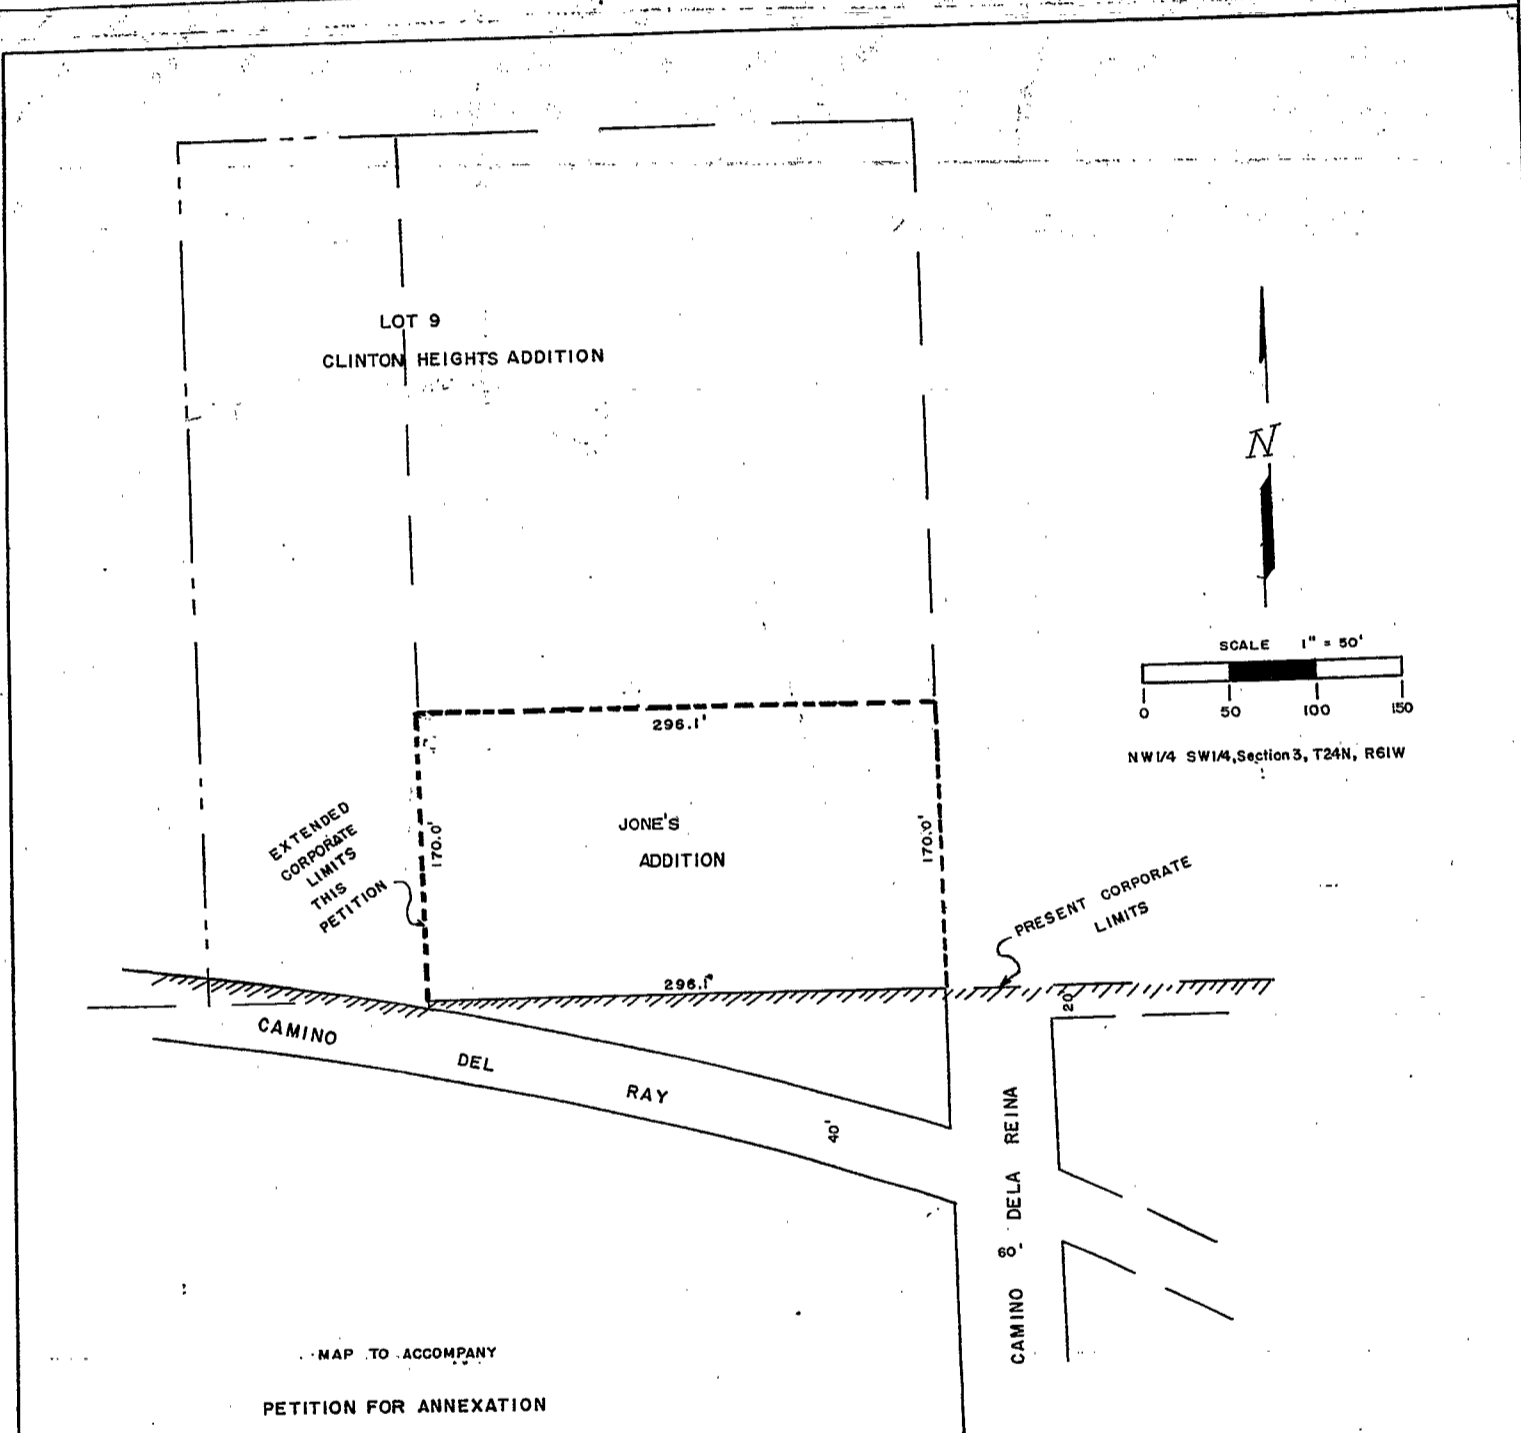 LOT 9
CLINTON HEIGHTS ADDITION
N
SCALE 1" = 50'
0 50 100 150
NW1/4 SW1/4, Section 3, T24N, R61W
296.1'
EXTENDED
CORPORATE
LIMITS
THIS
PETITION
170.0'
JONE'S
ADDITION
170.0'
PRESENT CORPORATE
LIMITS
296.1'
20'
CAMINO DEL RAY
40'
CAMINO DELA REINA
60'
MAP TO ACCOMPANY
PETITION FOR ANNEXATION